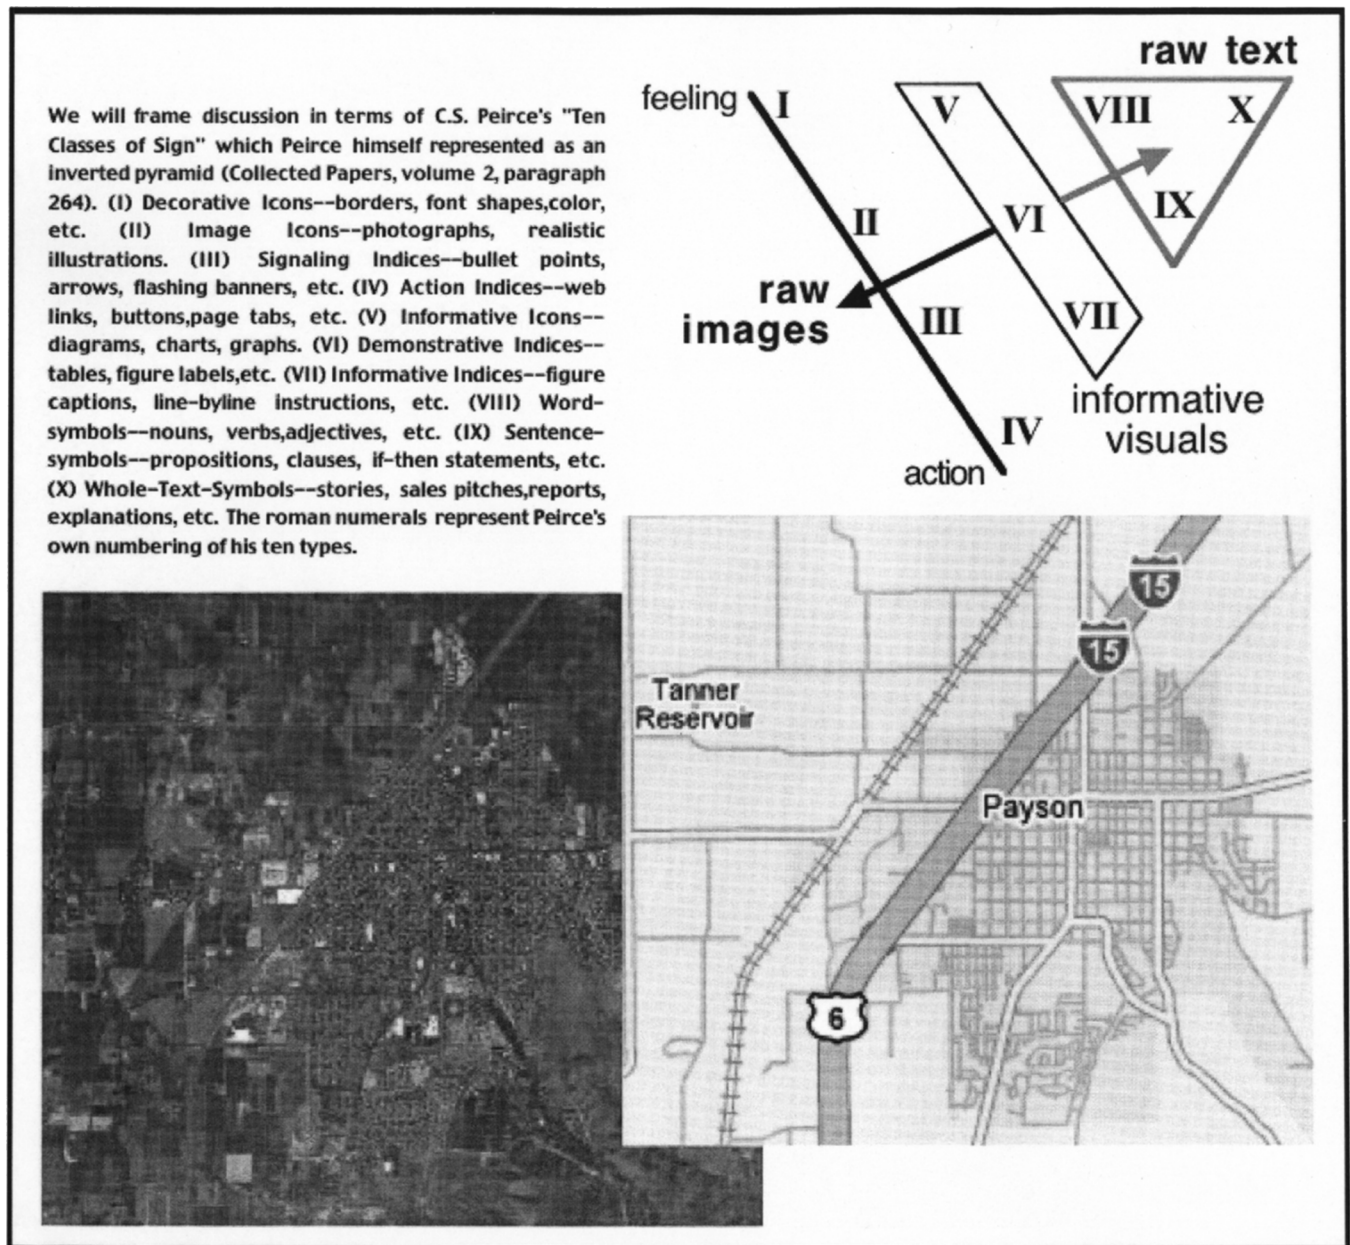 We will frame discussion in terms of C.S. Peirce's "Ten
Classes of Sign" which Peirce himself represented as an
inverted pyramid (Collected Papers, volume 2, paragraph
264). (I) Decorative Icons--borders, font shapes,color,
etc. (II) Image Icons--photographs, realistic
illustrations. (III) Signaling Indices--bullet points,
arrows, flashing banners, etc. (IV) Action Indices--web
links, buttons,page tabs, etc. (V) Informative Icons--
diagrams, charts, graphs. (VI) Demonstrative Indices--
tables, figure labels,etc. (VII) Informative Indices--figure
captions, line-byline instructions, etc. (VIII) Word-
symbols--nouns, verbs,adjectives, etc. (IX) Sentence-
symbols--propositions, clauses, if-then statements, etc.
(X) Whole-Text-Symbols--stories, sales pitches,reports,
explanations, etc. The roman numerals represent Peirce's
own numbering of his ten types.
raw text
feeling
I
V
VIII
X
II
VI
IX
raw
images
III
VII
informative
visuals
IV
action
15
15
Tanner
Reservoir
Payson
6